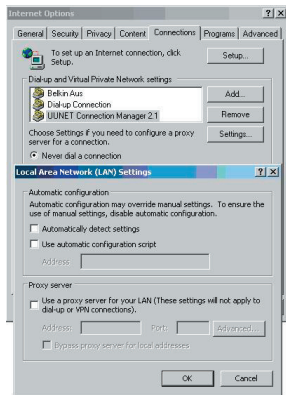 Internet Options
General Security Privacy Content Connections Programs Advanced
To set up an Internet connection, click
Setup.
Setup...
Dial-up and Virtual Private Network settings
Belkin Aus
Dial-up Connection
UUNET Connection Manager 2.1
Add...
Remove
Choose Settings if you need to configure a proxy
server for a connection.
Settings...
Never dial a connection
Local Area Network (LAN) Settings
Automatic configuration
Automatic configuration may override manual settings. To ensure the
use of manual settings, disable automatic configuration.
Automatically detect settings
Use automatic configuration script
Address
Proxy server
Use a proxy server for your LAN (These settings will not apply to
dial-up or VPN connections).
Address: Port: Advanced...
Bypass proxy server for local addresses
OK Cancel